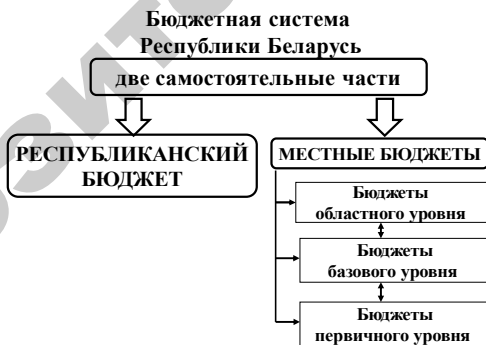 Бюджетная система
Республики Беларусь
две самостоятельные части
РЕСПУБЛИКАНСКИЙ
БЮДЖЕТ
МЕСТНЫЕ БЮДЖЕТЫ
Бюджеты
областного уровня
Бюджеты
базового уровня
Бюджеты
первичного уровня